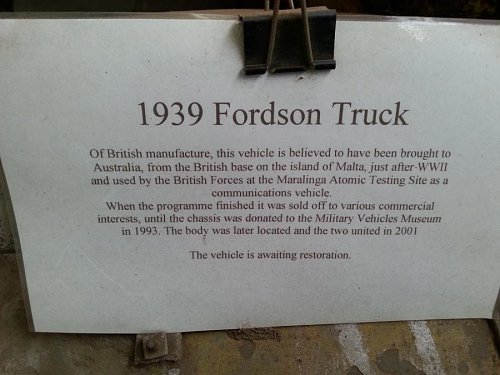 1939 Fordson Truck
Of British manufacture, this vehicle is believed to have been brought to
Australia, from the British base on the island of Malta, just after WWII
and used by the British Forces at the Maralinga Atomic Testing Site as a
communications vehicle.
When the programme finished it was sold off to various commercial
interests, until the chassis was donated to the Military Vehicles Museum
in 1993. The body was later located and the two united in 2001
The vehicle is awaiting restoration.